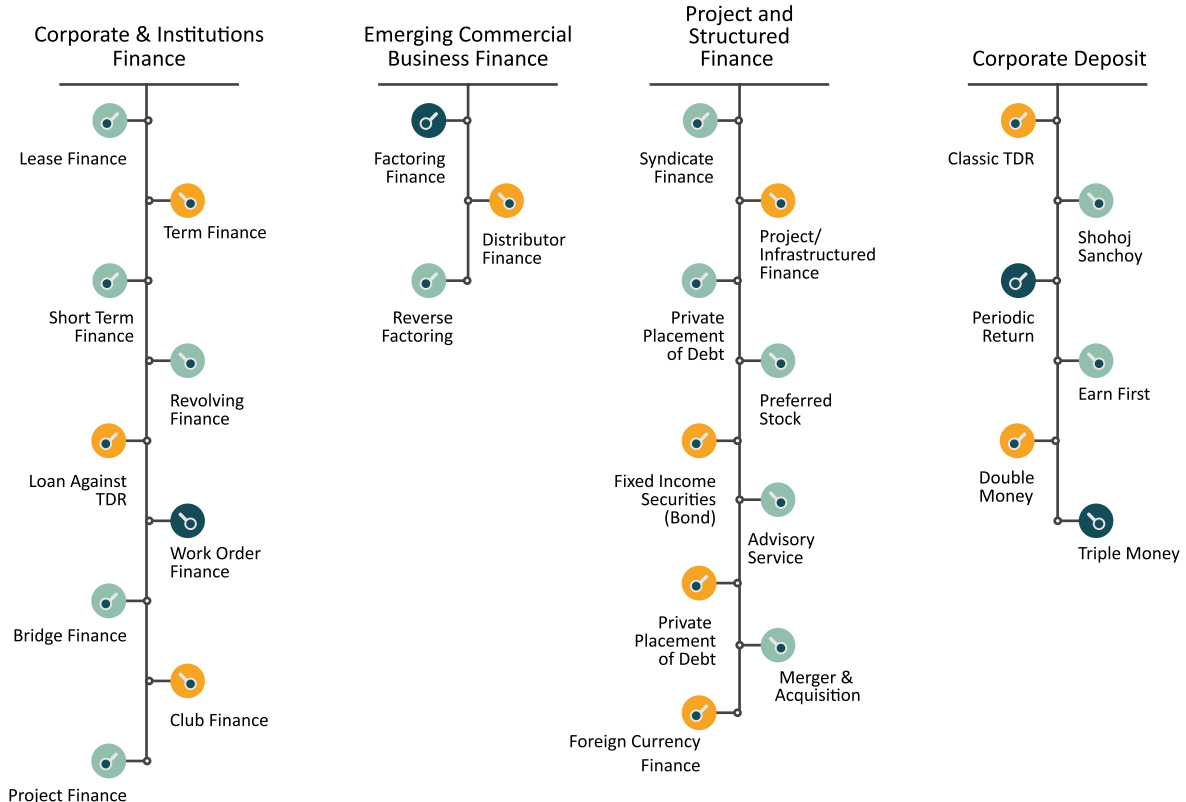 Corporate & Institutions
Finance
Lease Finance
Term Finance
Short Term
Finance
Revolving
Finance
Loan Against
TDR
Work Order
Finance
Bridge Finance
Club Finance
Project Finance
Emerging Commercial
Business Finance
Factoring
Finance
Distributor
Finance
Reverse
Factoring
Project and
Structured
Finance
Syndicate
Finance
Project/
Infrastructured
Finance
Private
Placement
of Debt
Preferred
Stock
Fixed Income
Securities
(Bond)
Advisory
Service
Private
Placement
of Debt
Merger &
Acquisition
Foreign Currency
Finance
Corporate Deposit
Classic TDR
Shohoj
Sanchoy
Periodic
Return
Earn First
Double
Money
Triple Money